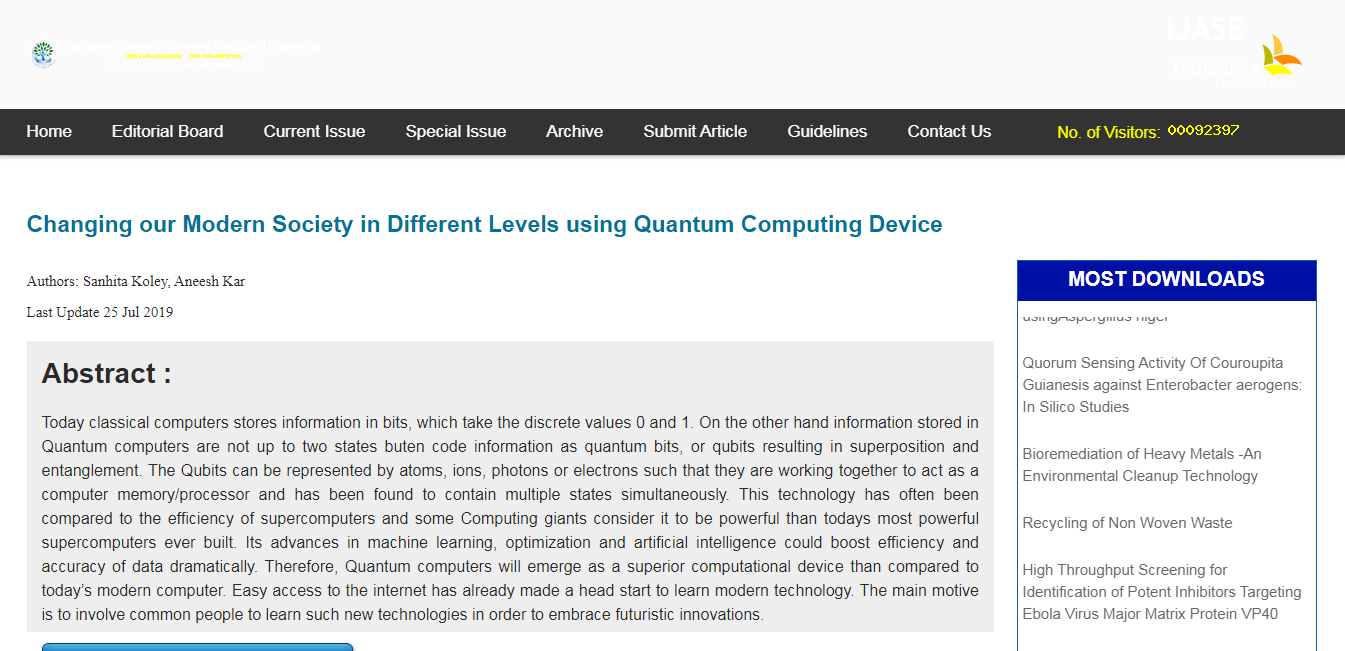 IJASE
MAHENDRA
Home Editorial Board Current Issue Special Issue Archive Submit Article Guidelines Contact Us No. of Visitors: 00092397
Changing our Modern Society in Different Levels using Quantum Computing Device
Authors: Sanhita Koley, Aneesh Kar
Last Update 25 Jul 2019
Abstract :
Today classical computers stores information in bits, which take the discrete values 0 and 1. On the other hand information stored in
Quantum computers are not up to two states buten code information as quantum bits, or qubits resulting in superposition and
entanglement. The Qubits can be represented by atoms, ions, photons or electrons such that they are working together to act as a
computer memory/processor and has been found to contain multiple states simultaneously. This technology has often been
compared to the efficiency of supercomputers and some Computing giants consider it to be powerful than todays most powerful
supercomputers ever built. Its advances in machine learning, optimization and artificial intelligence could boost efficiency and
accuracy of data dramatically. Therefore, Quantum computers will emerge as a superior computational device than compared to
today’s modern computer. Easy access to the internet has already made a head start to learn modern technology. The main motive
is to involve common people to learn such new technologies in order to embrace futuristic innovations.
MOST DOWNLOADS
usingAspergillus niger
Quorum Sensing Activity Of Couroupita
Guianesis against Enterobacter aerogens:
In Silico Studies
Bioremediation of Heavy Metals -An
Environmental Cleanup Technology
Recycling of Non Woven Waste
High Throughput Screening for
Identification of Potent Inhibitors Targeting
Ebola Virus Major Matrix Protein VP40